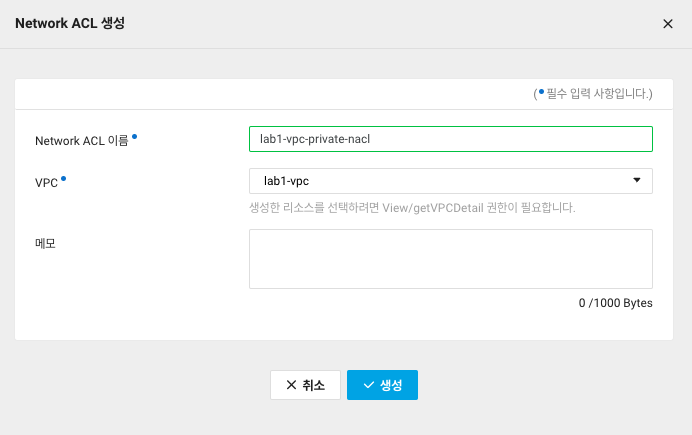 Network ACL 생성
(• 필수 입력 사항입니다.)
Network ACL 이름 •
lab1-vpc-private-nacl
VPC •
lab1-vpc
생성한 리소스를 선택하려면 View/getVPCDetail 권한이 필요합니다.
메모
0 /1000 Bytes
취소
생성